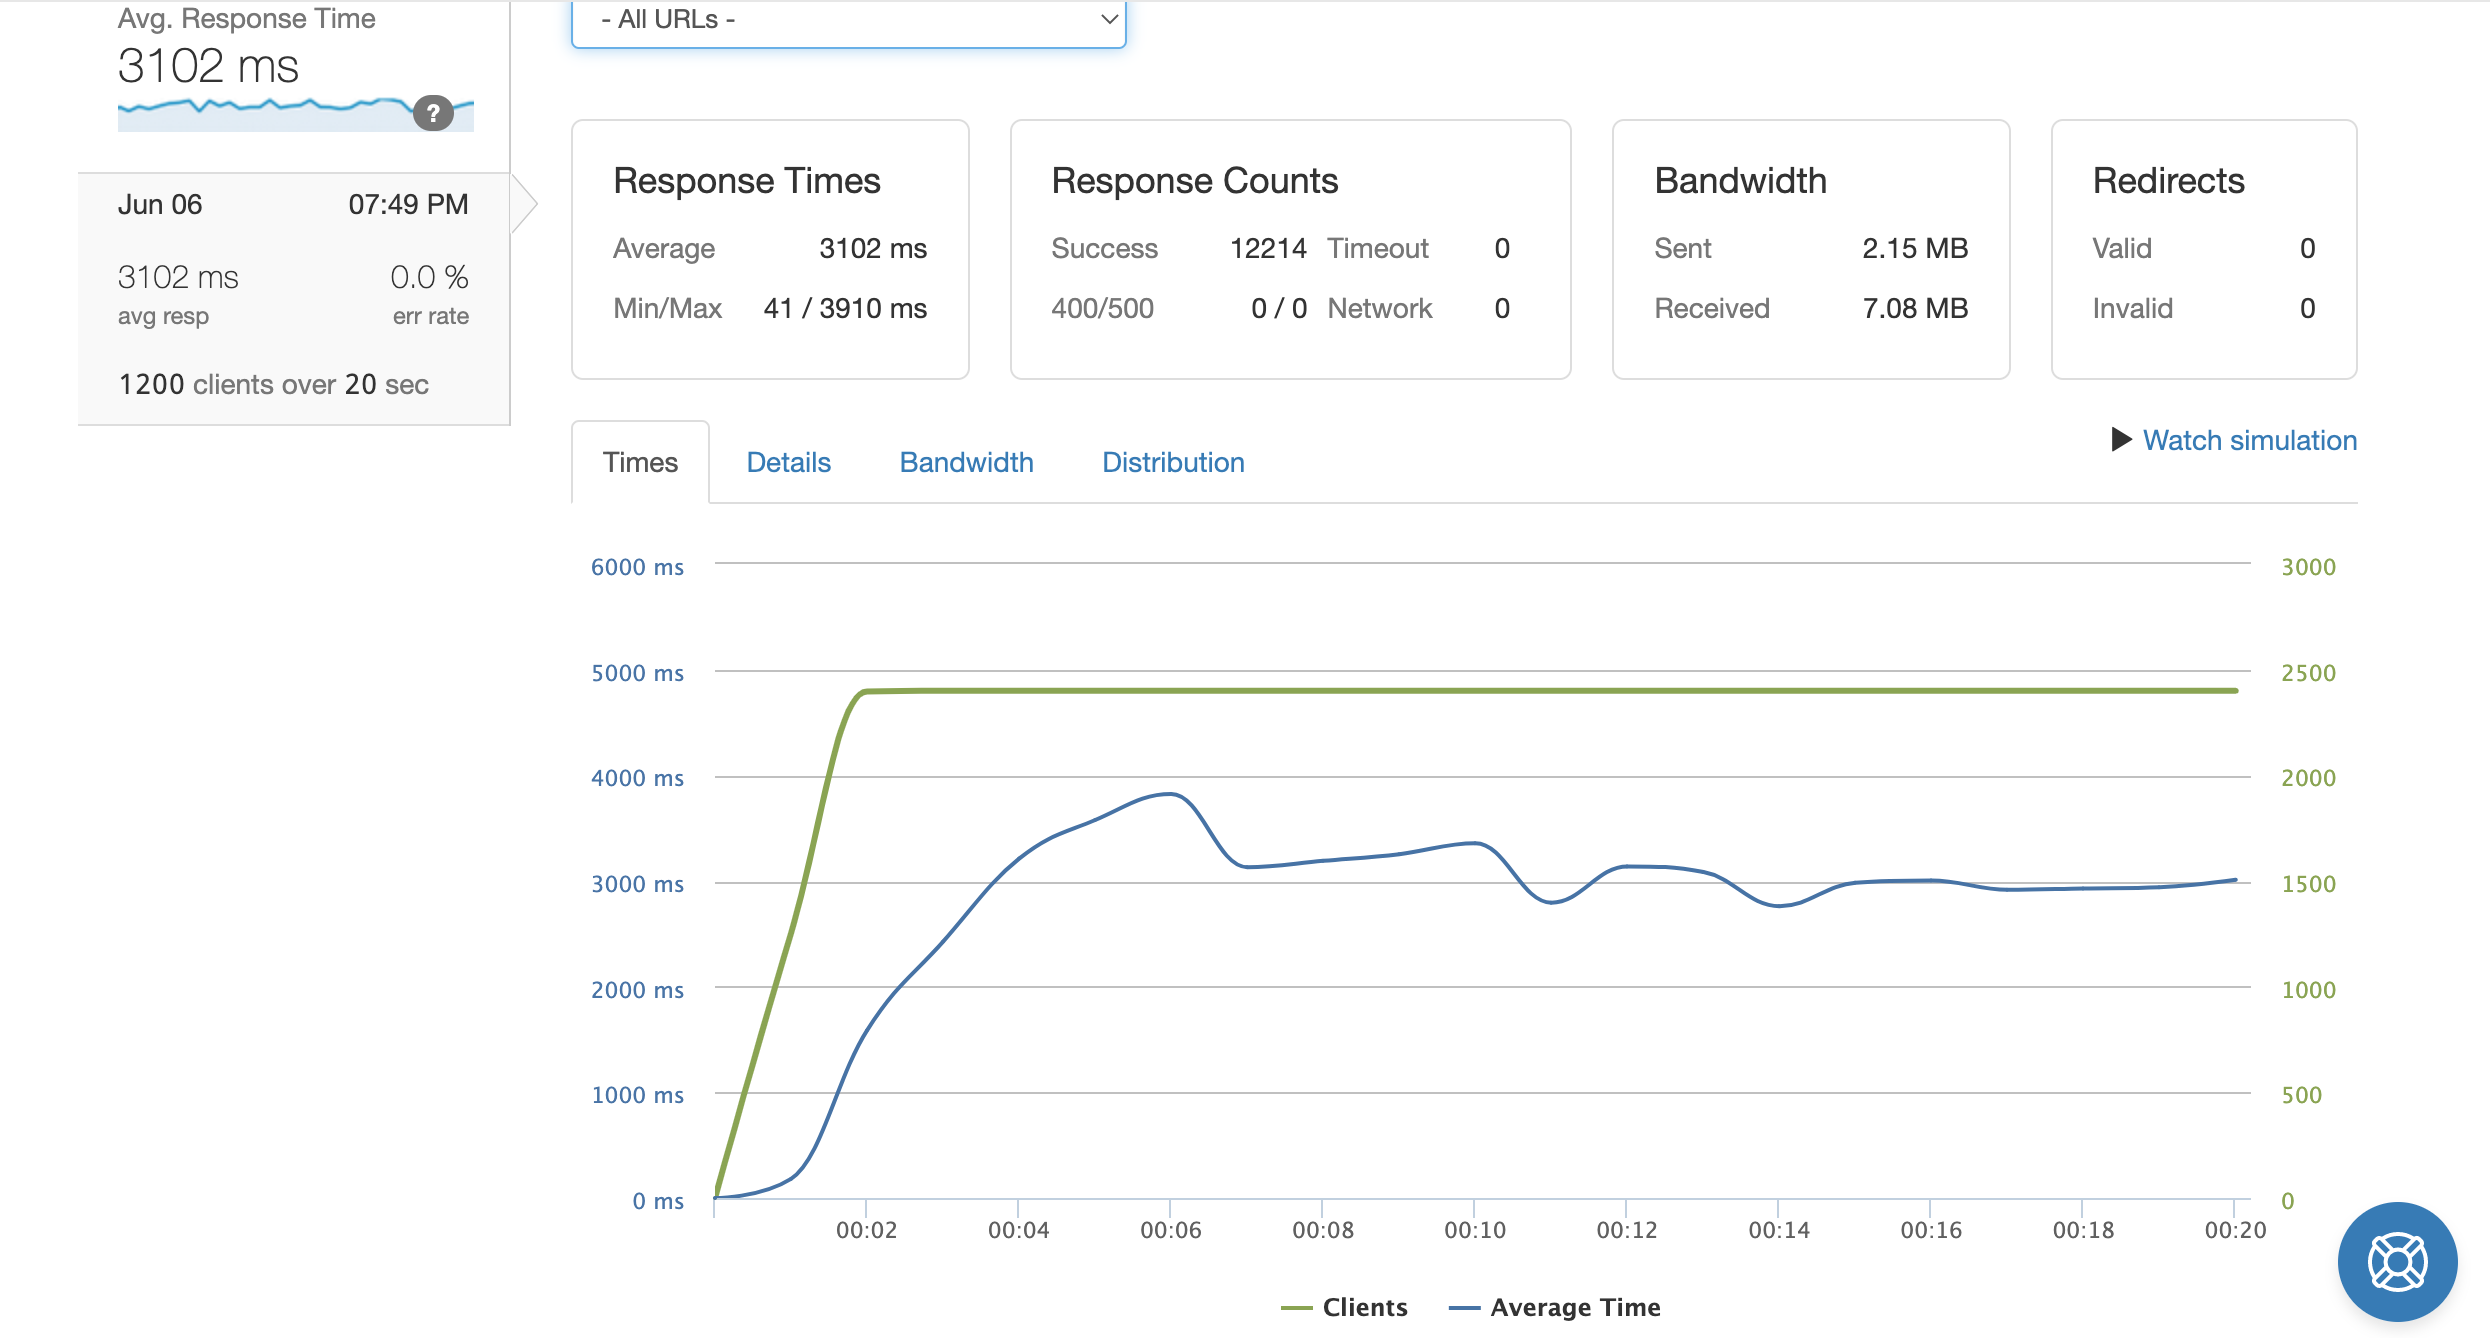 Avg. Response Time
3102 ms
?
Jun 06 07:49 PM
3102 ms 0.0 %
avg resp err rate
1200 clients over 20 sec
- All URLs -
Response Times
Average 3102 ms
Min/Max 41 / 3910 ms
Response Counts
Success 12214 Timeout 0
400/500 0 / 0 Network 0
Bandwidth
Sent 2.15 MB
Received 7.08 MB
Redirects
Valid 0
Invalid 0
Times Details Bandwidth Distribution
Watch simulation
6000 ms 3000
5000 ms 2500
4000 ms 2000
3000 ms 1500
2000 ms 1000
1000 ms 500
0 ms 0
00:02 00:04 00:06 00:08 00:10 00:12 00:14 00:16 00:18 00:20
Clients Average Time